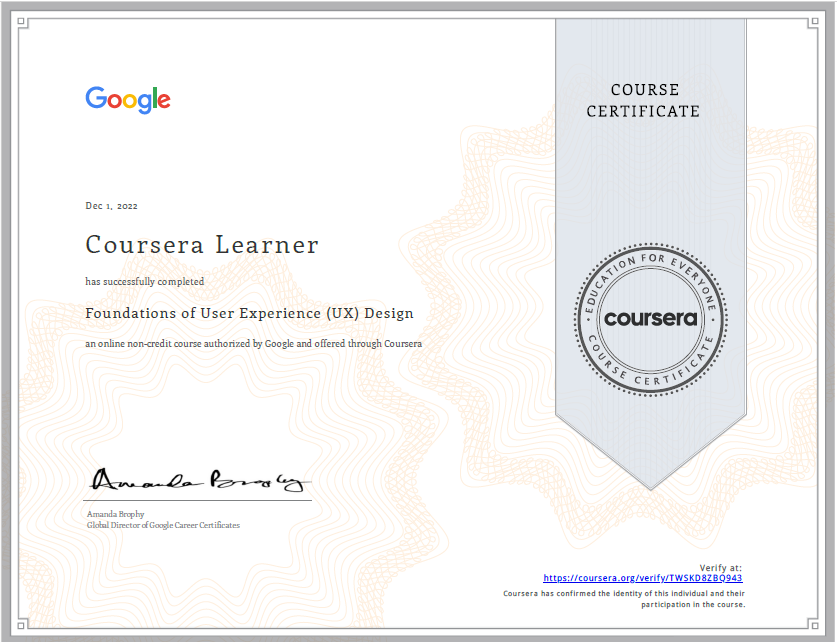 Google
COURSE
CERTIFICATE
Dec 1, 2022
Coursera Learner
has successfully completed
Foundations of User Experience (UX) Design
an online non-credit course authorized by Google and offered through Coursera
EDUCATION FOR EVERYONE
coursera
COURSE CERTIFICATE
Amanda Brophy
Amanda Brophy
Global Director of Google Career Certificates
Verify at:
https://coursera.org/verify/TWSKD8ZBQ943
Coursera has confirmed the identity of this individual and their
participation in the course.